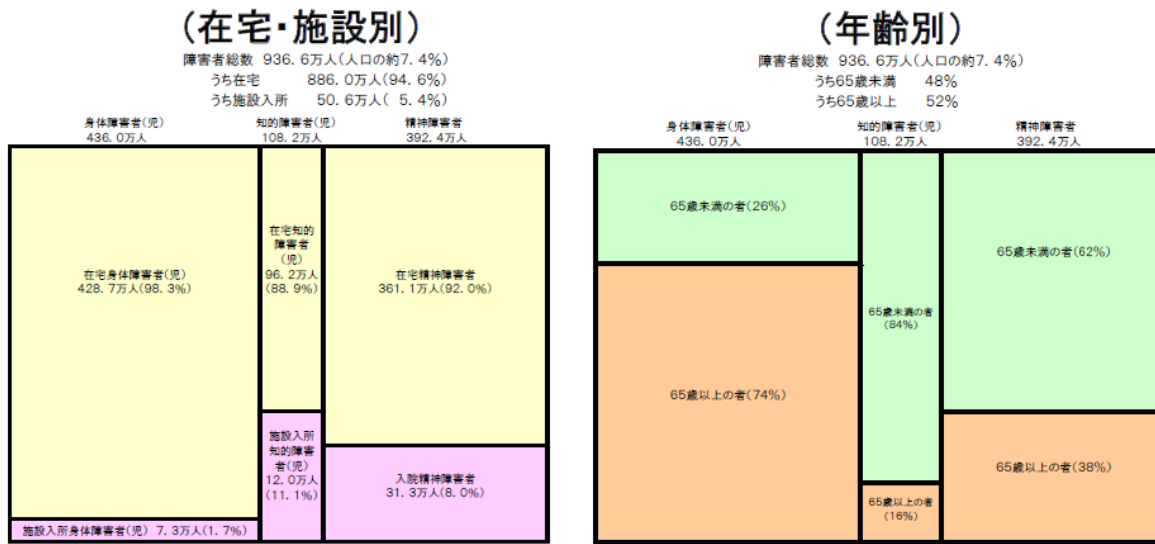 （在宅・施設別）
障害者総数 936．6万人（人口の約7．4％）
うち在宅 886．0万人（94．6％）
うち施設入所 50．6万人（ 5．4％）
身体障害者（児）
436．0万人
知的障害者（児）
108．2万人
精神障害者
392．4万人
在宅身体障害者（児）
428．7万人（98．3％）
在宅知的
障害者
（児）
96．2万人
（88．9％）
在宅精神障害者
361．1万人（92．0％）
施設入所
知的障害
者（児）
12．0万人
（11．1％）
入院精神障害者
31．3万人（8．0％）
施設入所身体障害者（児） 7．3万人（1．7％）
（年齢別）
障害者総数 936．6万人（人口の約7．4％）
うち65歳未満 48％
うち65歳以上 52％
身体障害者（児）
436．0万人
知的障害者（児）
108．2万人
精神障害者
392．4万人
65歳未満の者（26％）
65歳未満の者
（84％）
65歳未満の者（62％）
65歳以上の者（74％）
65歳以上の者
（16％）
65歳以上の者（38％）